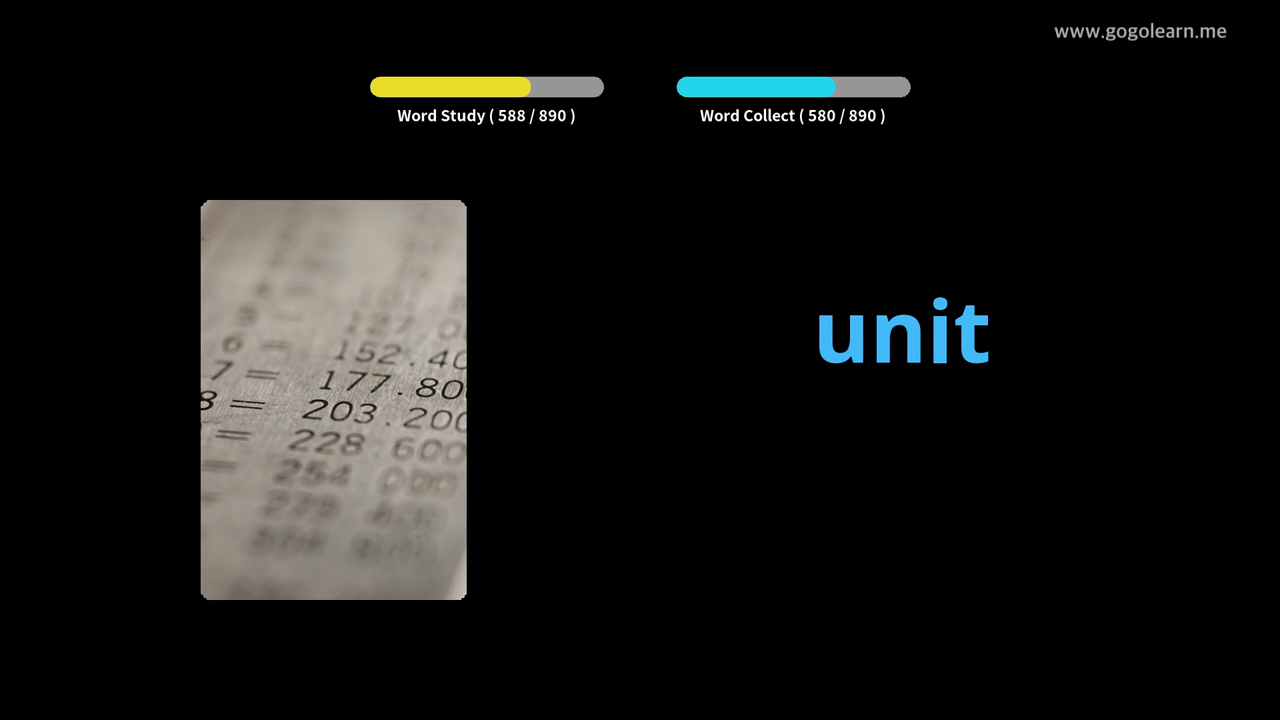 www.gogolearn.me
Word Study ( 588 / 890 )
Word Collect ( 580 / 890 )
unit
6 = 152.40
7 = 177.80
8 = 203.200
= 228.600
= 254 000